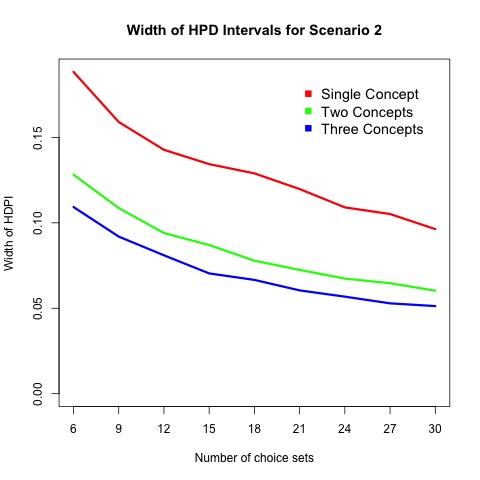 Width of HPD Intervals for Scenario 2
Single Concept
Two Concepts
Three Concepts
Width of HDPI
0.15
0.10
0.05
0.00
6 9 12 15 18 21 24 27 30
Number of choice sets